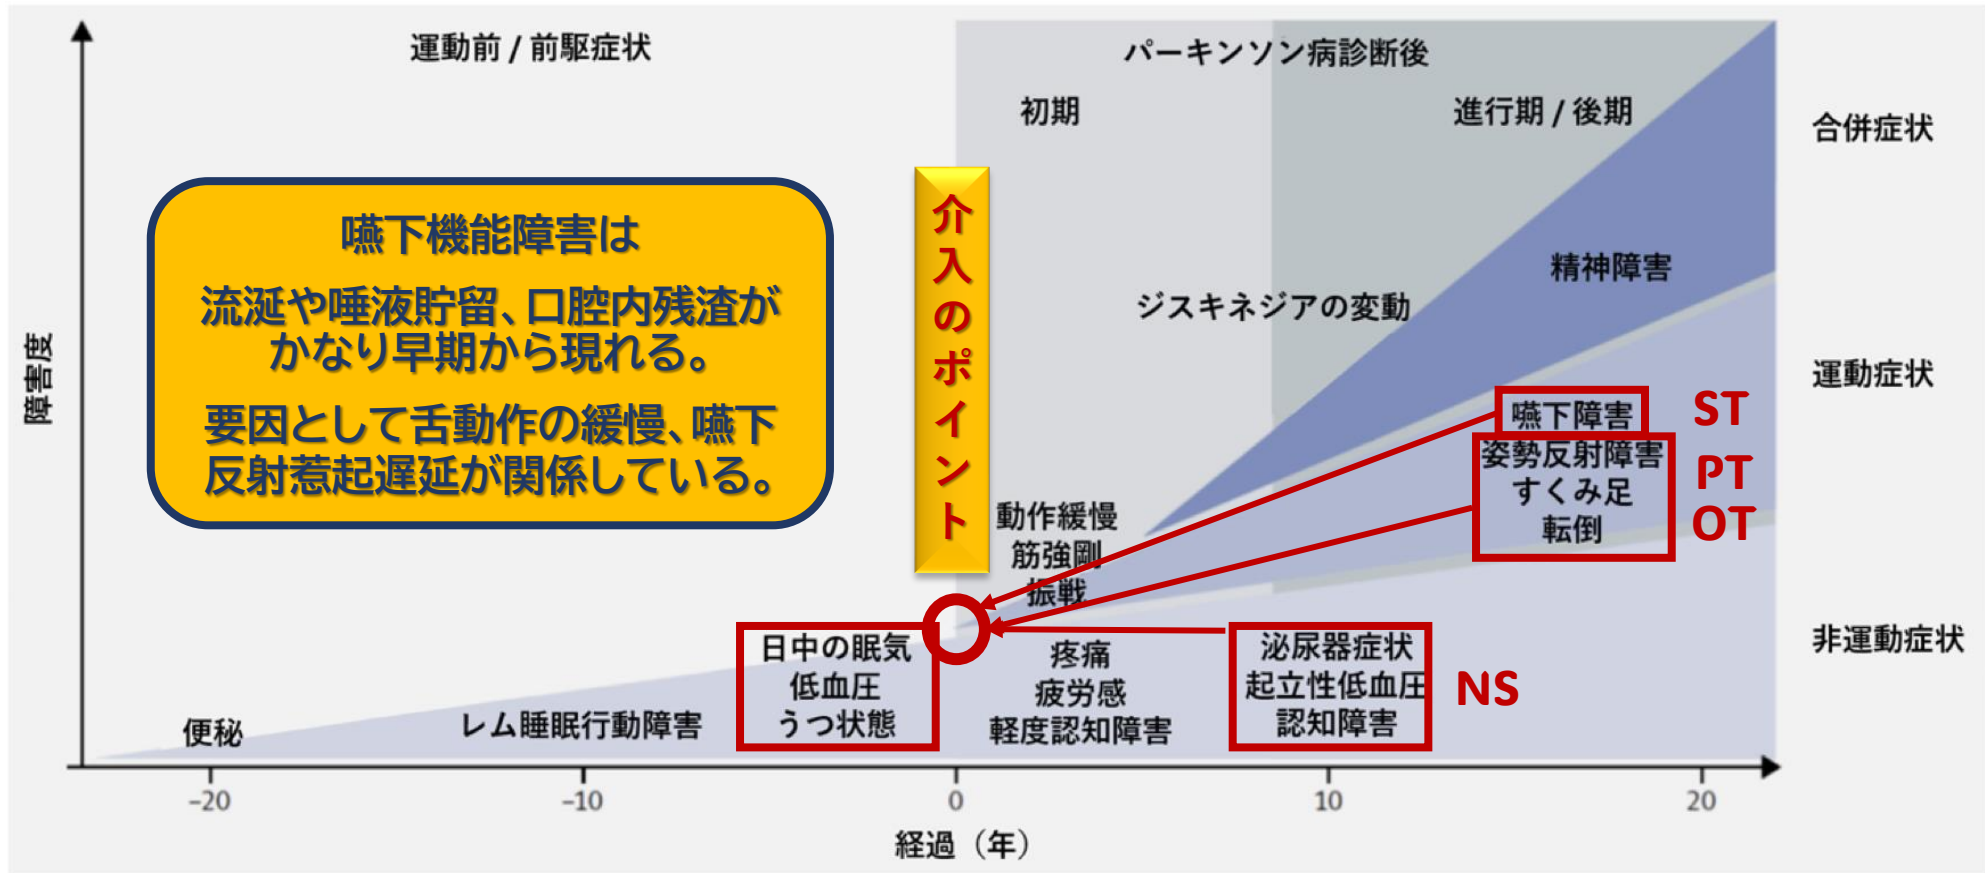 運動前 / 前駆症状
パーキンソン病診断後
初期
進行期 / 後期
合併症状
嚥下機能障害は
流涎や唾液貯留、口腔内残渣が
かなり早期から現れる。
要因として舌動作の緩慢、嚥下
反射惹起遅延が関係している。
介入のポイント
精神障害
ジスキネジアの変動
障害度
運動症状
嚥下障害
ST
姿勢反射障害
すくみ足
転倒
PT
OT
動作緩慢
筋強剛
振戦
非運動症状
日中の眠気
低血圧
うつ状態
疼痛
疲労感
軽度認知障害
泌尿器症状
起立性低血圧
認知障害
NS
レム睡眠行動障害
便秘
-20
-10
0
10
20
経過（年）